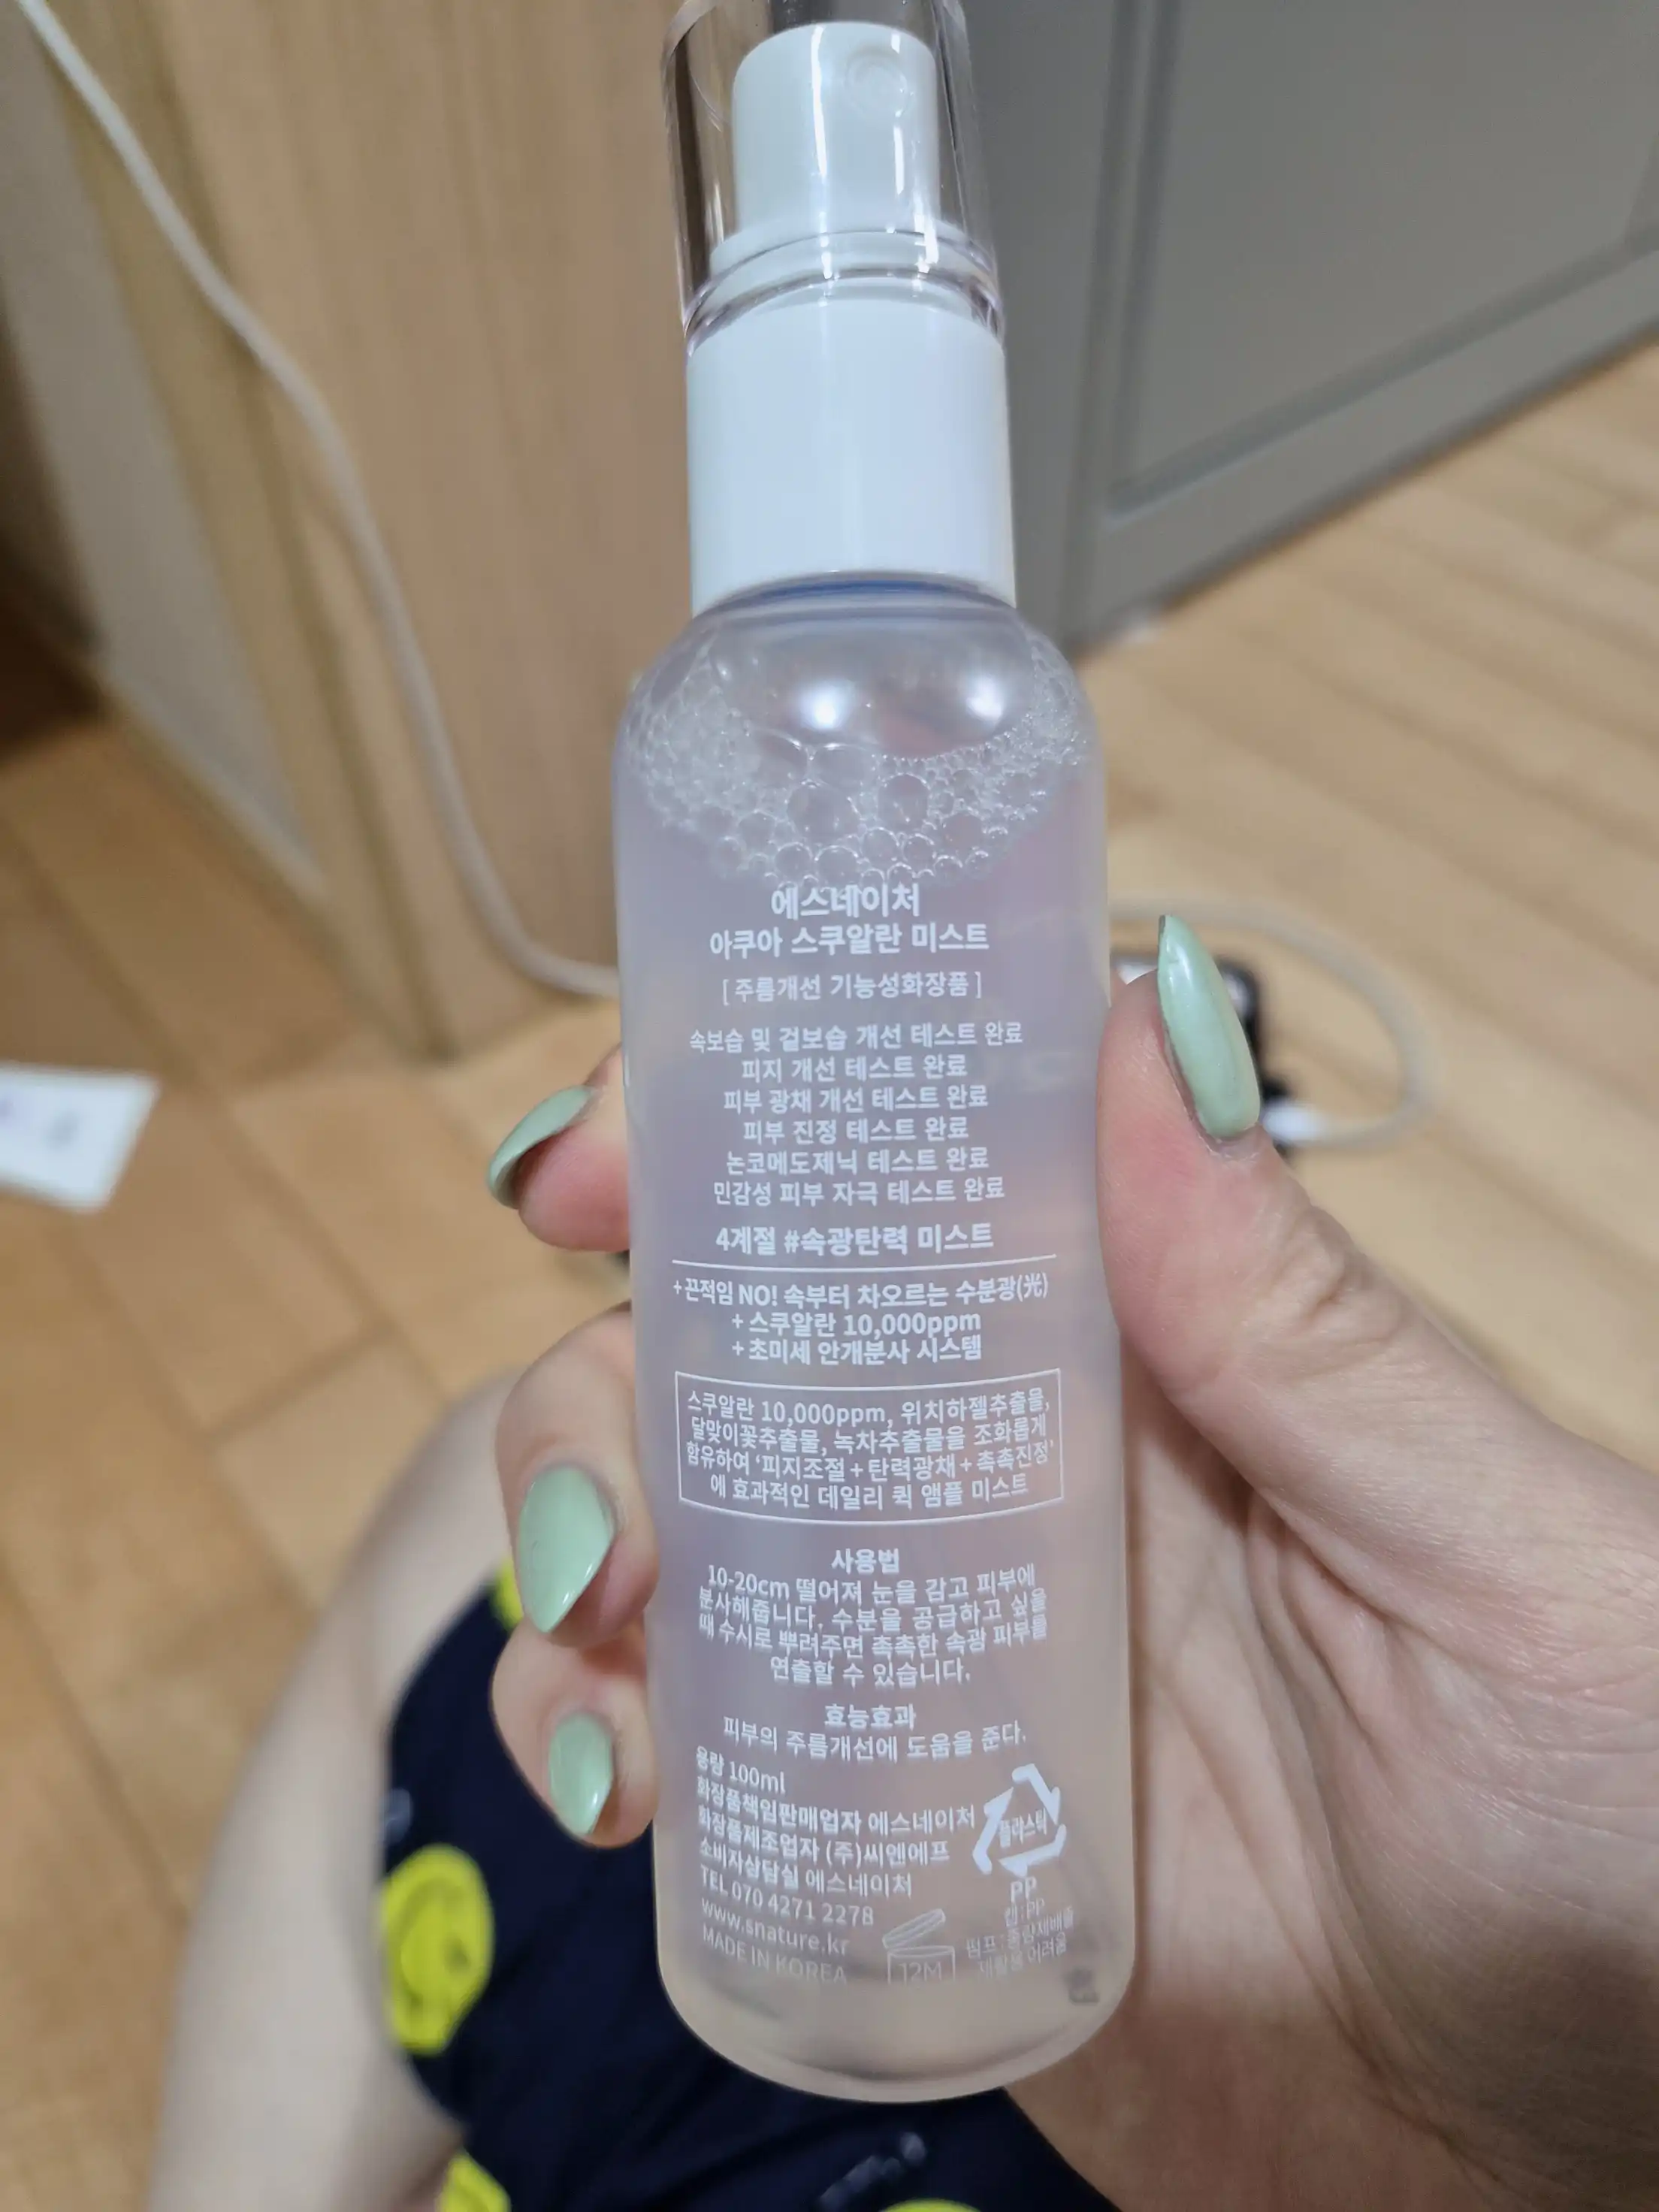 에스네이처
아쿠아 스쿠알란 미스트
[ 주름개선 기능성화장품 ]
속보습 및 겉보습 개선 테스트 완료
피지 개선 테스트 완료
피부 광채 개선 테스트 완료
피부 진정 테스트 완료
논코메도제닉 테스트 완료
민감성 피부 자극 테스트 완료
4계절 #속광탄력 미스트
+ 끈적임 NO! 속부터 차오르는 수분광(光)
+ 스쿠알란 10,000ppm
+ 초미세 안개분사 시스템
스쿠알란 10,000ppm, 위치하젤추출물,
달맞이꽃추출물, 녹차추출물을 조화롭게
함유하여 '피지조절 + 탄력광채 + 촉촉진정'
에 효과적인 데일리 퀵 앰플 미스트
사용법
10-20cm 떨어져 눈을 감고 피부에
분사해줍니다. 수분을 공급하고 싶을
때 수시로 뿌려주면 촉촉한 속광 피부를
연출할 수 있습니다.
효능효과
피부의 주름개선에 도움을 준다.
용량 100ml
화장품책임판매업자 에스네이처
화장품제조업자 (주)씨앤에프
소비자상담실 에스네이처
TEL 070 4271 2278
www.snature.kr
MADE IN KOREA
12M
플라스틱
PP
캡 : PP
펌프 : 종량제배출
재활용 어려움